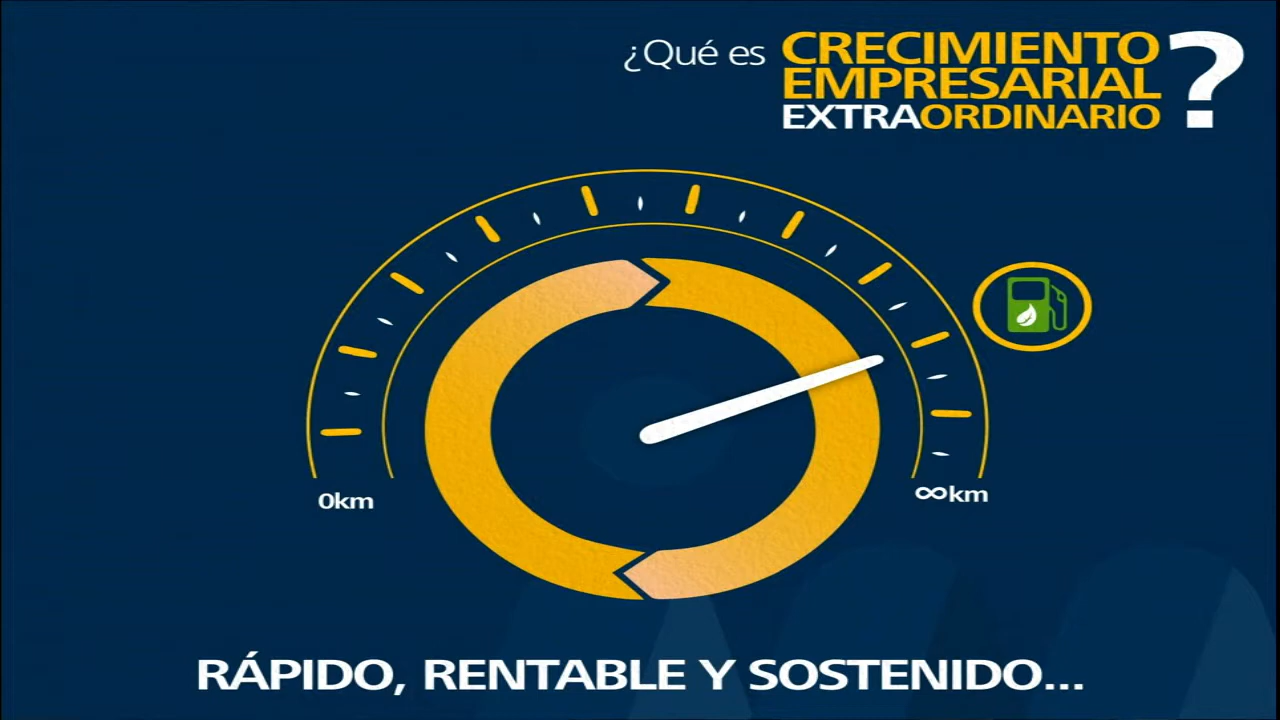 ¿Qué es CRECIMIENTO
EMPRESARIAL
EXTRAORDINARIO?
0km
∞km
RÁPIDO, RENTABLE Y SOSTENIDO...